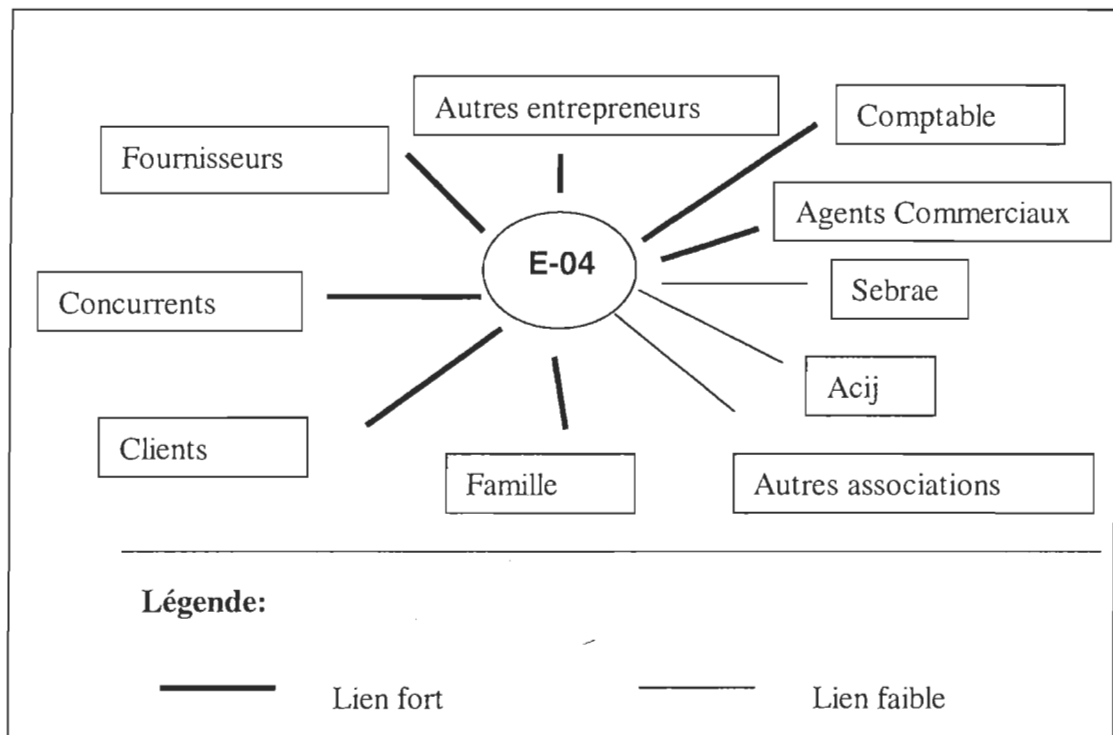 Autres entrepreneurs
Comptable
Fournisseurs
Agents Commerciaux
E-04
Sebrae
Concurrents
Acij
Clients
Famille
Autres associations
Légende:
Lien fort
Lien faible